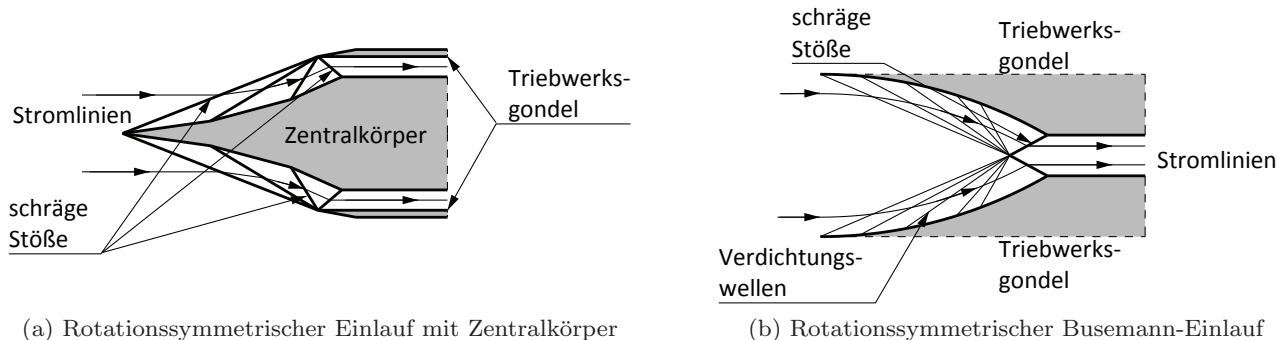 Stromlinien
Zentralkörper
Triebwerks-
gondel
schräge
Stöße
(a) Rotationssymmetrischer Einlauf mit Zentralkörper
schräge
Stöße
Triebwerks-
gondel
Stromlinien
Verdichtungs-
wellen
Triebwerks-
gondel
(b) Rotationssymmetrischer Busemann-Einlauf